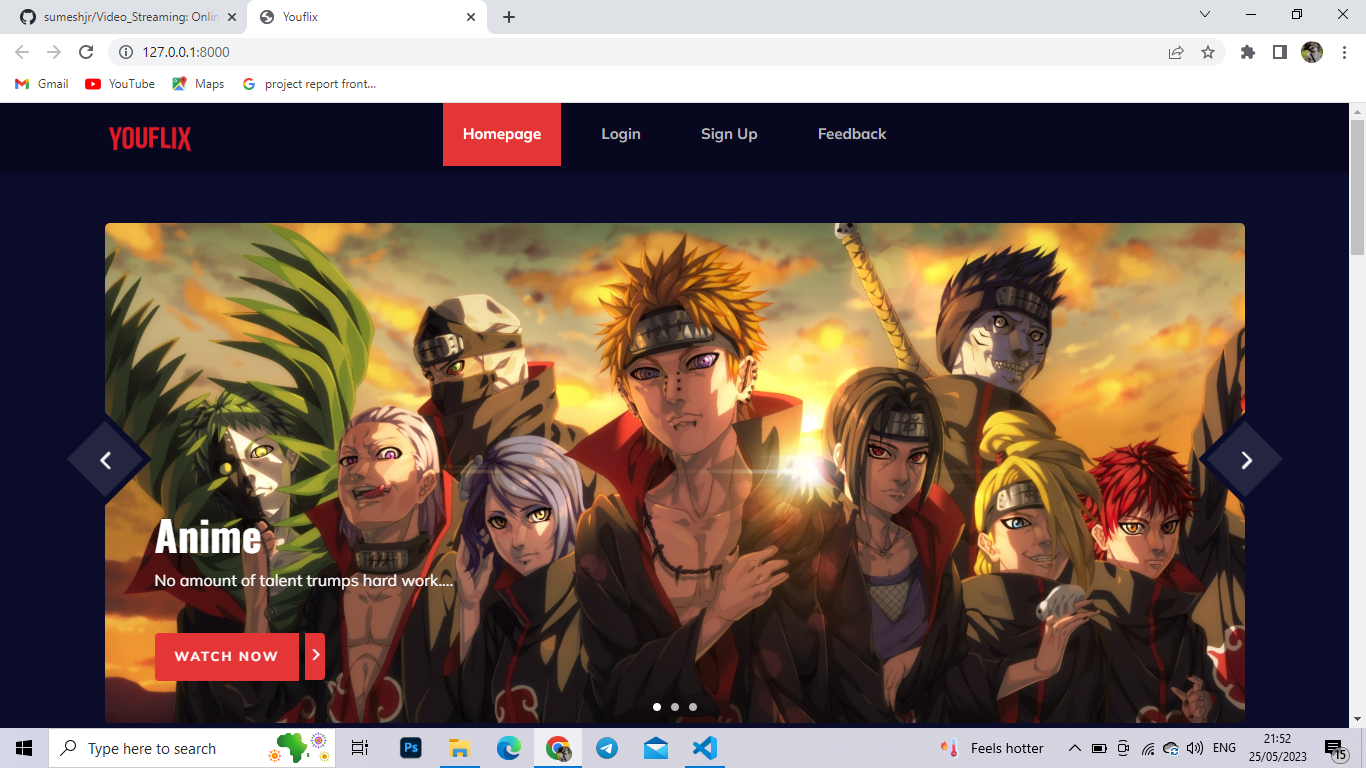 sumeshjr/Video_Streaming: Onlin
Youflix
127.0.0.1:8000
Gmail
YouTube
Maps
project report front...
YOUFLIX
Homepage
Login
Sign Up
Feedback
Anime
No amount of talent trumps hard work....
WATCH NOW
Type here to search
Ps
Feels hotter
ENG
21:52
25/05/2023
15